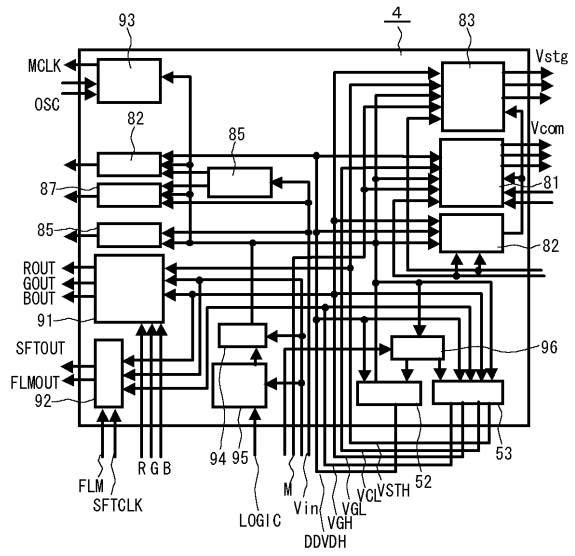 93
4
83
MCLK
Vstg
OSC
82
85
Vcom
87
81
85
82
ROUT
GOUT
BOUT
91
SFTOUT
96
FLMOUT
92
94
95
52
53
R G B
FLM
SFTCLK
LOGIC
M
Vin
DDVDH
VGH
VGL
VCL
VSTH